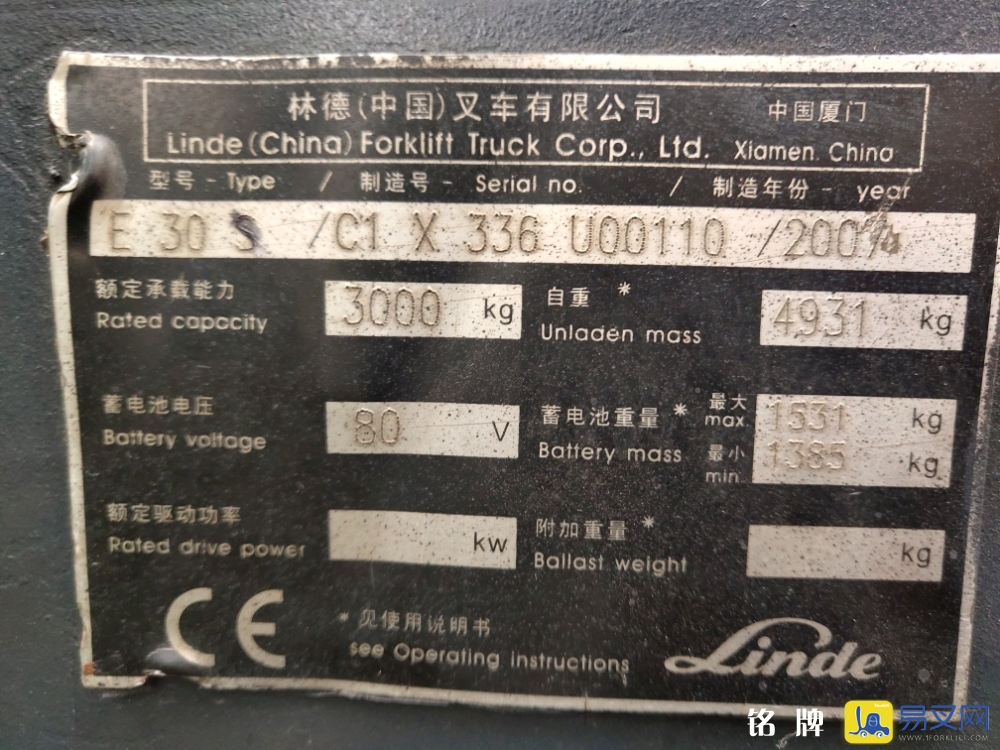 林德(中国)叉车有限公司 中国厦门
Linde (China) Forklift Truck Corp., Ltd. Xiamen. China
型号 - Type / 制造号 - Serial no. / 制造年份 - year
E 30 S /C1 X 336 U00110 /200
额定承载能力 3000 kg 自重 *
Rated capacity Unladen mass 4931 kg
蓄电池电压 80 V 蓄电池重量 * 最大 max. 1531 kg
Battery voltage Battery mass 最小 min 1385 kg
额定驱动功率 kw 附加重量 *
Rated drive power Ballast weight kg
CE * 见使用说明书
see Operating instructions Linde
铭牌 易叉网
WWW.1FORKLIFT.COM